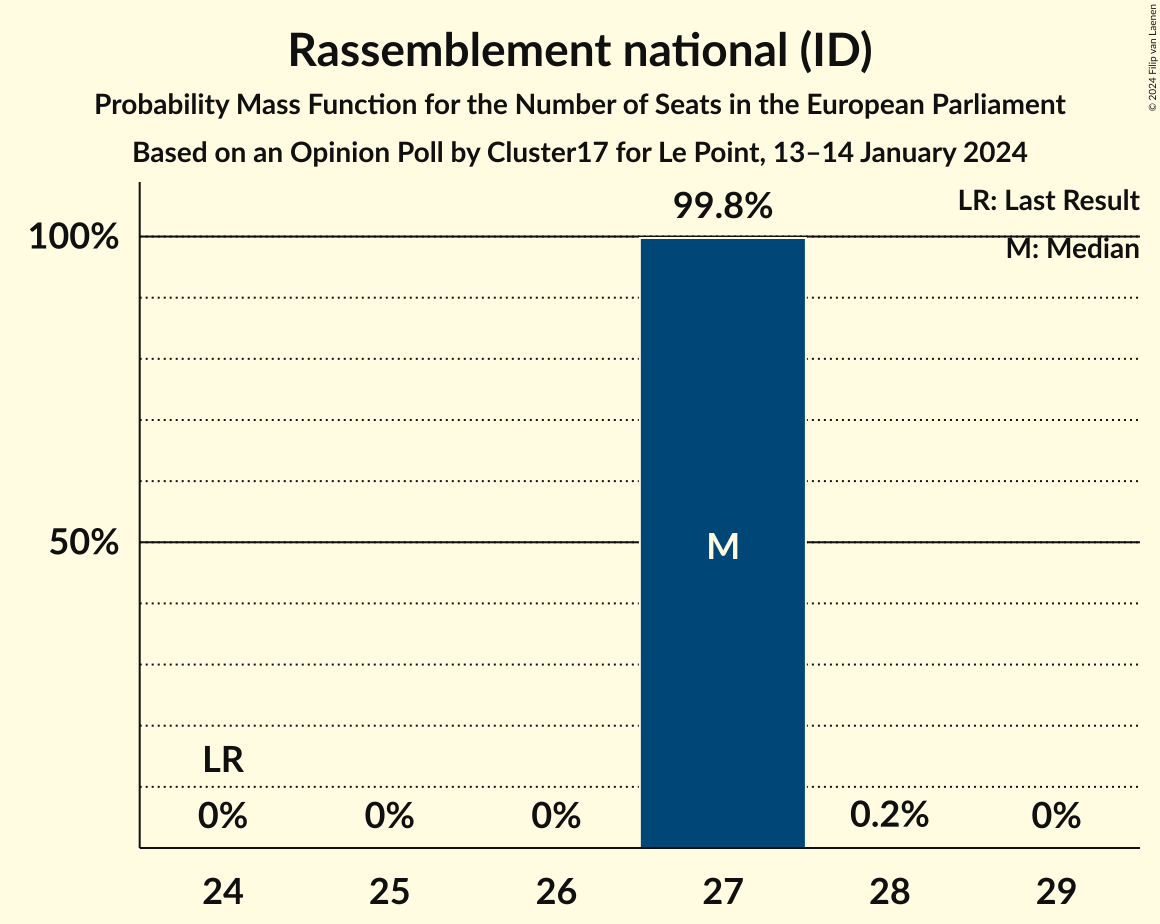 Rassemblement national (ID)
Probability Mass Function for the Number of Seats in the European Parliament
Based on an Opinion Poll by Cluster17 for Le Point, 13–14 January 2024
© 2024 Filip van Laenen
99.8%
LR: Last Result
M: Median
100%
50%
M
LR
0%
0%
0%
0.2%
0%
24
25
26
27
28
29